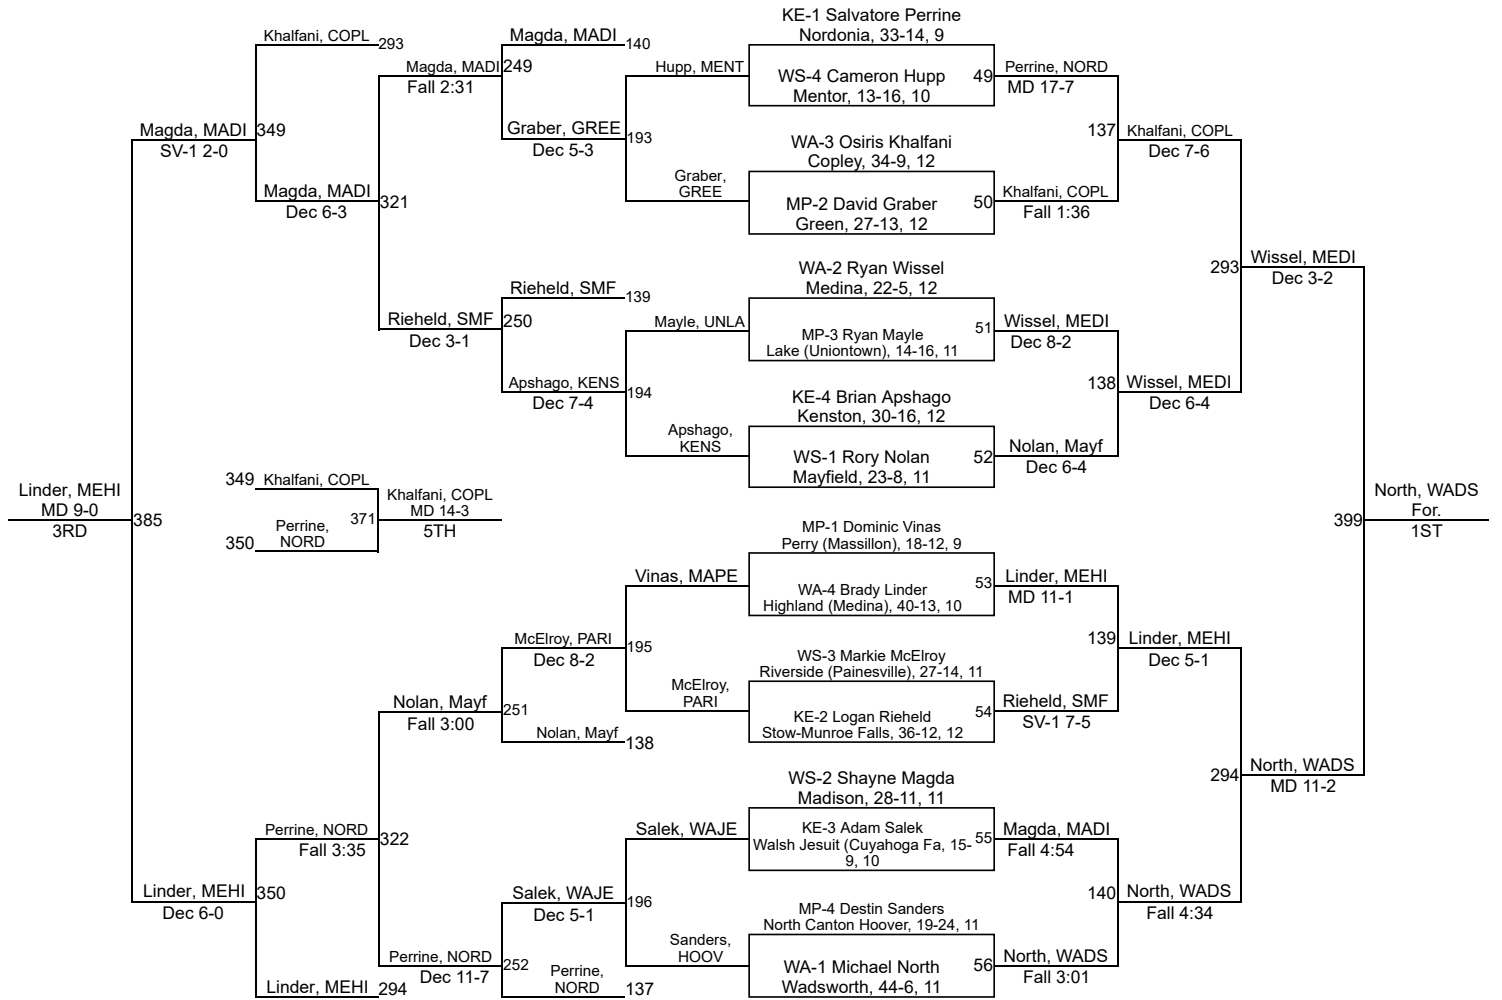 KE-1 Salvatore Perrine
Nordonia, 33-14, 9
Khalfani, COPL 293
Magda, MADI 140
Magda, MADI 249
Fall 2:31
Hupp, MENT
WS-4 Cameron Hupp 49
Mentor, 13-16, 10
Perrine, NORD
MD 17-7
Magda, MADI 349
SV-1 2-0
Graber, GREE 193
Dec 5-3
WA-3 Osiris Khalfani
Copley, 34-9, 12
137 Khalfani, COPL
Dec 7-6
Magda, MADI 321
Dec 6-3
Graber,
GREE
MP-2 David Graber 50
Green, 27-13, 12
Khalfani, COPL
Fall 1:36
WA-2 Ryan Wissel
Medina, 22-5, 12
293 Wissel, MEDI
Dec 3-2
Rieheld, SMF 139
Rieheld, SMF 250
Dec 3-1
Mayle, UNLA
MP-3 Ryan Mayle 51
Lake (Uniontown), 14-16, 11
Wissel, MEDI
Dec 8-2
Apshago, KENS 194
Dec 7-4
KE-4 Brian Apshago
Kenston, 30-16, 12
138 Wissel, MEDI
Dec 6-4
Apshago,
KENS
WS-1 Rory Nolan 52
Mayfield, 23-8, 11
Nolan, Mayf
Dec 6-4
349 Khalfani, COPL
Linder, MEHI
MD 9-0
3RD
385
350 Perrine,
NORD
371
Khalfani, COPL
MD 14-3
5TH
399
North, WADS
For.
1ST
MP-1 Dominic Vinas
Perry (Massillon), 18-12, 9
Vinas, MAPE
WA-4 Brady Linder 53
Highland (Medina), 40-13, 10
Linder, MEHI
MD 11-1
McElroy, PARI 195
Dec 8-2
WS-3 Markie McElroy
Riverside (Painesville), 27-14, 11
139 Linder, MEHI
Dec 5-1
Nolan, Mayf 251
Fall 3:00
McElroy,
PARI
KE-2 Logan Rieheld 54
Stow-Munroe Falls, 36-12, 12
Rieheld, SMF
SV-1 7-5
Nolan, Mayf 138
WS-2 Shayne Magda
Madison, 28-11, 11
294 North, WADS
MD 11-2
Perrine, NORD 322
Fall 3:35
Salek, WAJE
KE-3 Adam Salek 55
Walsh Jesuit (Cuyahoga Fa, 15-
9, 10
Magda, MADI
Fall 4:54
Linder, MEHI 350
Dec 6-0
Salek, WAJE 196
Dec 5-1
MP-4 Destin Sanders
North Canton Hoover, 19-24, 11
140 North, WADS
Fall 4:34
Perrine, NORD 252
Dec 11-7
Sanders,
HOOV
WA-1 Michael North 56
Wadsworth, 44-6, 11
North, WADS
Fall 3:01
Linder, MEHI 294
Perrine,
NORD 137